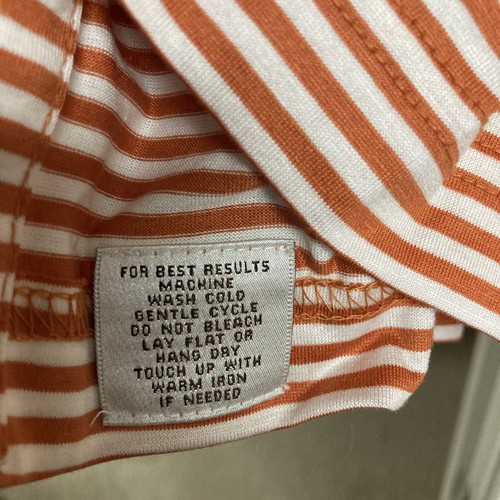 FOR BEST RESULTS
MACHINE
WASH COLD
GENTLE CYCLE
DO NOT BLEACH
LAY FLAT OR
HANG DRY
TOUCH UP WITH
WARM IRON
IF NEEDED